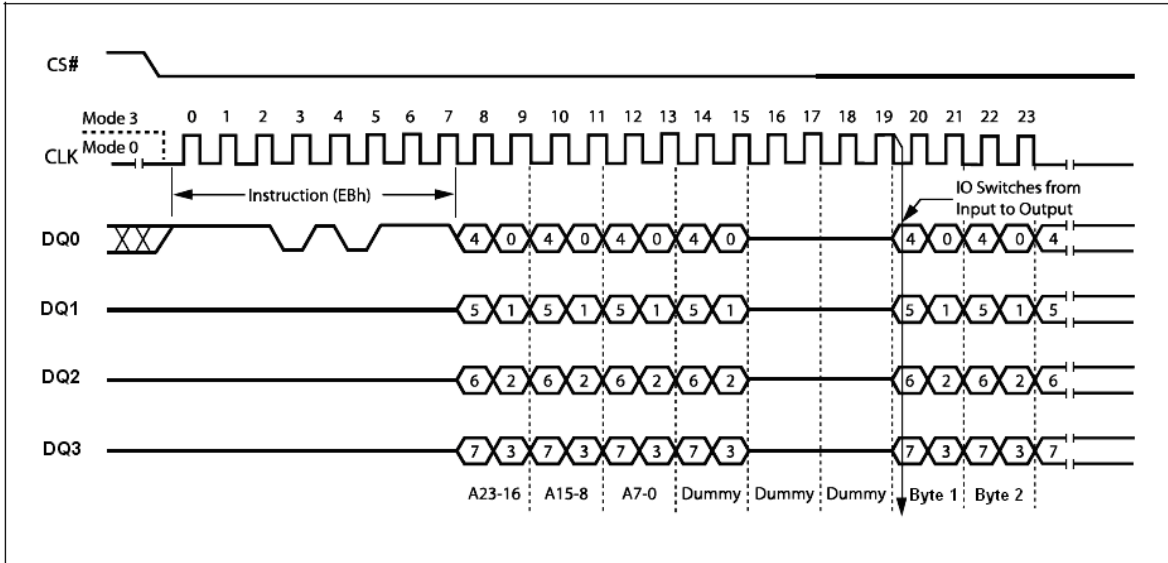 CS#
Mode 3
0 1 2 3 4 5 6 7 8 9 10 11 12 13 14 15 16 17 18 19 20 21 22 23
Mode 0
CLK
Instruction (EBh)
IO Switches from
Input to Output
DQ0 4 0 4 0 4 0 4 0 4 0 4 0 4
DQ1 5 1 5 1 5 1 5 1 5 1 5 1 5
DQ2 6 2 6 2 6 2 6 2 6 2 6 2 6
DQ3 7 3 7 3 7 3 7 3 7 3 7 3 7
A23-16 A15-8 A7-0 Dummy Dummy Dummy Byte 1 Byte 2